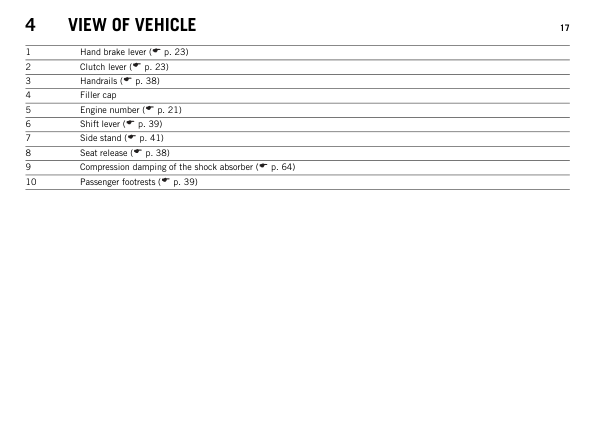 4 VIEW OF VEHICLE 17
1 Hand brake lever (☛ p. 23)
2 Clutch lever (☛ p. 23)
3 Handrails (☛ p. 38)
4 Filler cap
5 Engine number (☛ p. 21)
6 Shift lever (☛ p. 39)
7 Side stand (☛ p. 41)
8 Seat release (☛ p. 38)
9 Compression damping of the shock absorber (☛ p. 64)
10 Passenger footrests (☛ p. 39)